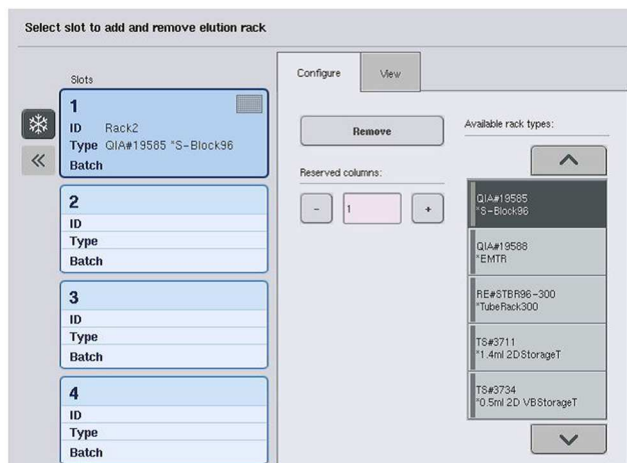 Select slot to add and remove elution rack
Slots
1
ID Rack2
Type QIA#19585 *S-Block96
Batch
2
ID
Type
Batch
3
ID
Type
Batch
4
ID
Type
Batch
Configure
View
Remove
Reserved columns:
-
1
+
Available rack types:
QIA#19585
*S-Block96
QIA#19588
*EMTR
RE#STBR96-300
*TubeRack300
TS#3711
*1.4ml 2DStorageT
TS#3734
*0.5ml 2D VBStorageT